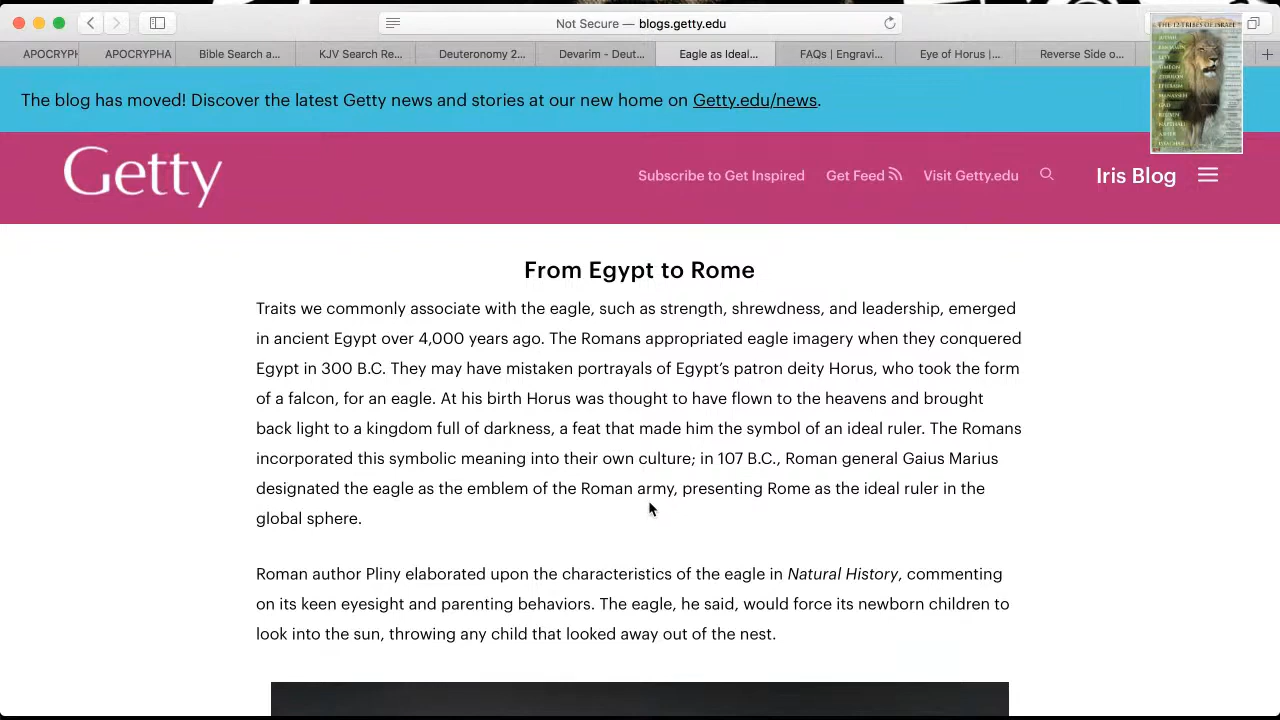 Not Secure — blogs.getty.edu
APOCRYPH
APOCRYPHA
Bible Search a...
KJV Search Re...
Deuteronomy 2...
Devarim - Deut...
Eagle as Ideal...
FAQs | Engravi...
Eye of Horus |...
Reverse Side o...
THE 12 TRIBES OF ISRAEL
The blog has moved! Discover the latest Getty news and stories at our new home on Getty.edu/news.
Getty
Subscribe to Get Inspired
Get Feed
Visit Getty.edu
Iris Blog
From Egypt to Rome
Traits we commonly associate with the eagle, such as strength, shrewdness, and leadership, emerged
in ancient Egypt over 4,000 years ago. The Romans appropriated eagle imagery when they conquered
Egypt in 300 B.C. They may have mistaken portrayals of Egypt’s patron deity Horus, who took the form
of a falcon, for an eagle. At his birth Horus was thought to have flown to the heavens and brought
back light to a kingdom full of darkness, a feat that made him the symbol of an ideal ruler. The Romans
incorporated this symbolic meaning into their own culture; in 107 B.C., Roman general Gaius Marius
designated the eagle as the emblem of the Roman army, presenting Rome as the ideal ruler in the
global sphere.
Roman author Pliny elaborated upon the characteristics of the eagle in Natural History, commenting
on its keen eyesight and parenting behaviors. The eagle, he said, would force its newborn children to
look into the sun, throwing any child that looked away out of the nest.